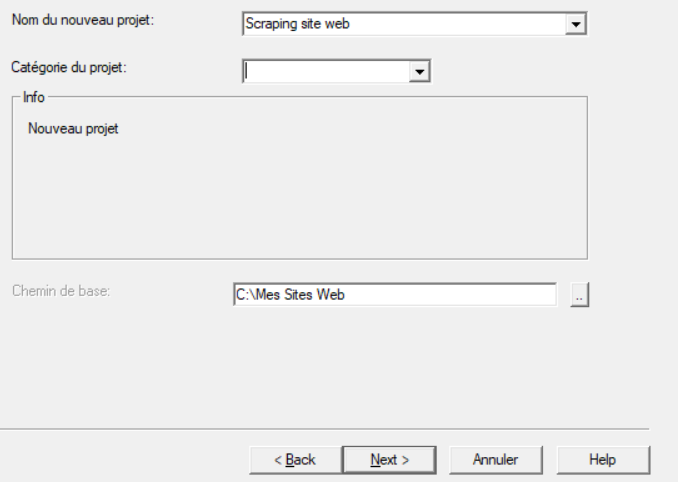 Nom du nouveau projet: Scraping site web
Catégorie du projet:
Info
Nouveau projet
Chemin de base: C:\Mes Sites Web ..
< Back Next > Annuler Help